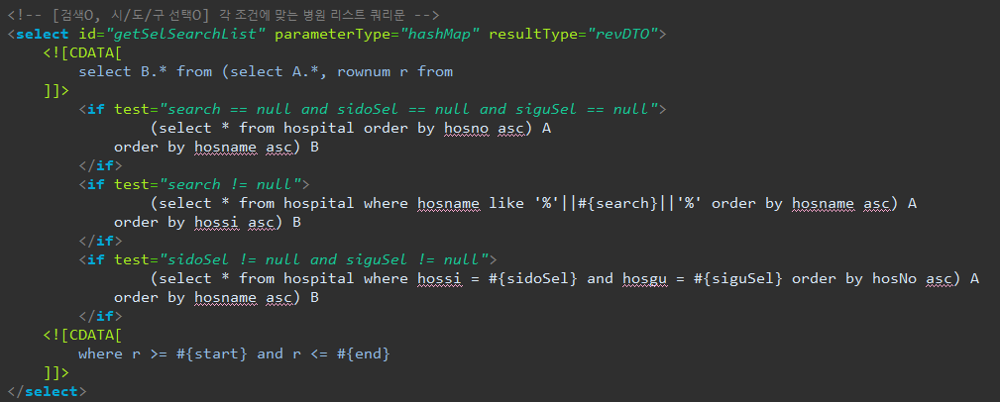 <!-- [검색O, 시/도/구 선택O] 각 조건에 맞는 병원 리스트 쿼리문 -->
<select id="getSelSearchList" parameterType="hashMap" resultType="revDTO">
<![CDATA[
select B.* from (select A.*, rownum r from
]]>
<if test="search == null and sidoSel == null and siguSel == null">
(select * from hospital order by hosno asc) A
order by hosname asc) B
</if>
<if test="search != null">
(select * from hospital where hosname like '%'||#{search}||'%' order by hosname asc) A
order by hossi asc) B
</if>
<if test="sidoSel != null and siguSel != null">
(select * from hospital where hossi = #{sidoSel} and hosgu = #{siguSel} order by hosNo asc) A
order by hosname asc) B
</if>
<![CDATA[
where r >= #{start} and r <= #{end}
]]>
</select>